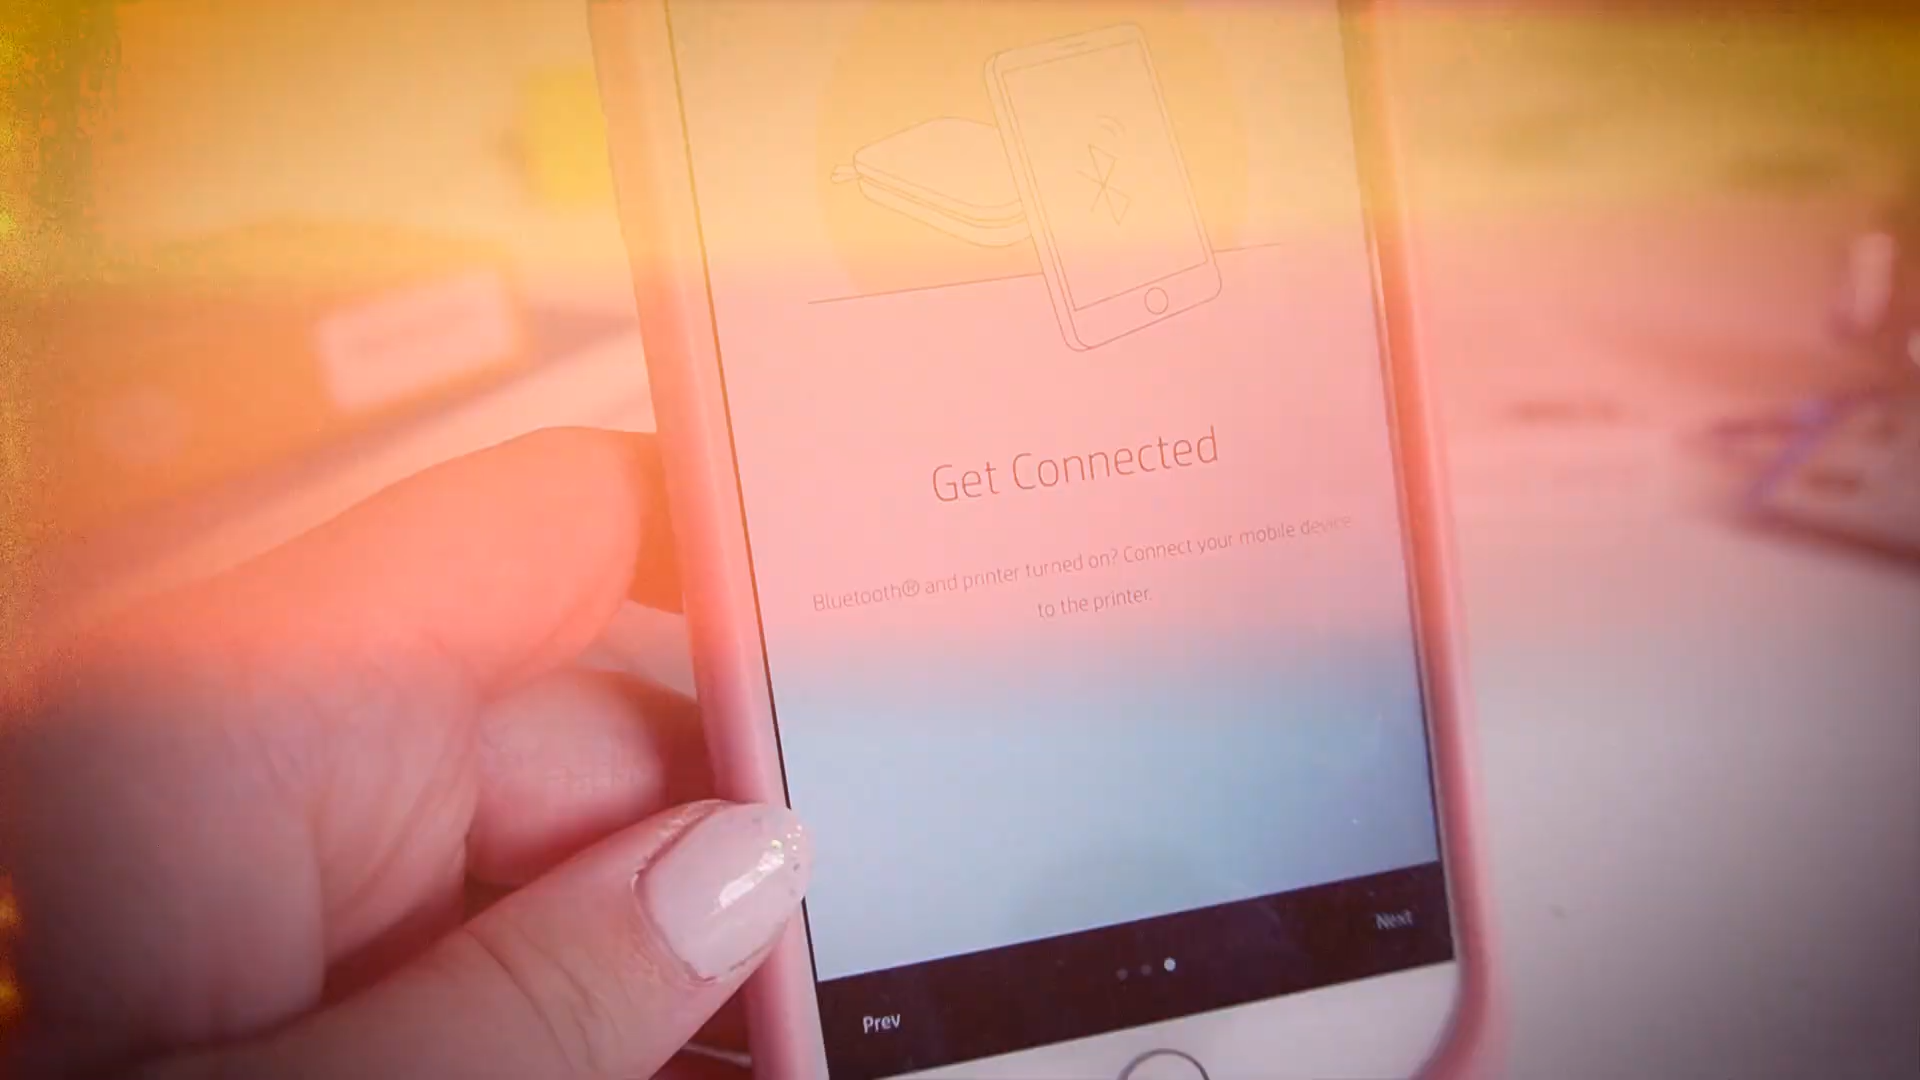 Get Connected
Bluetooth® and printer turned on? Connect your mobile device
to the printer.
Next
Prev